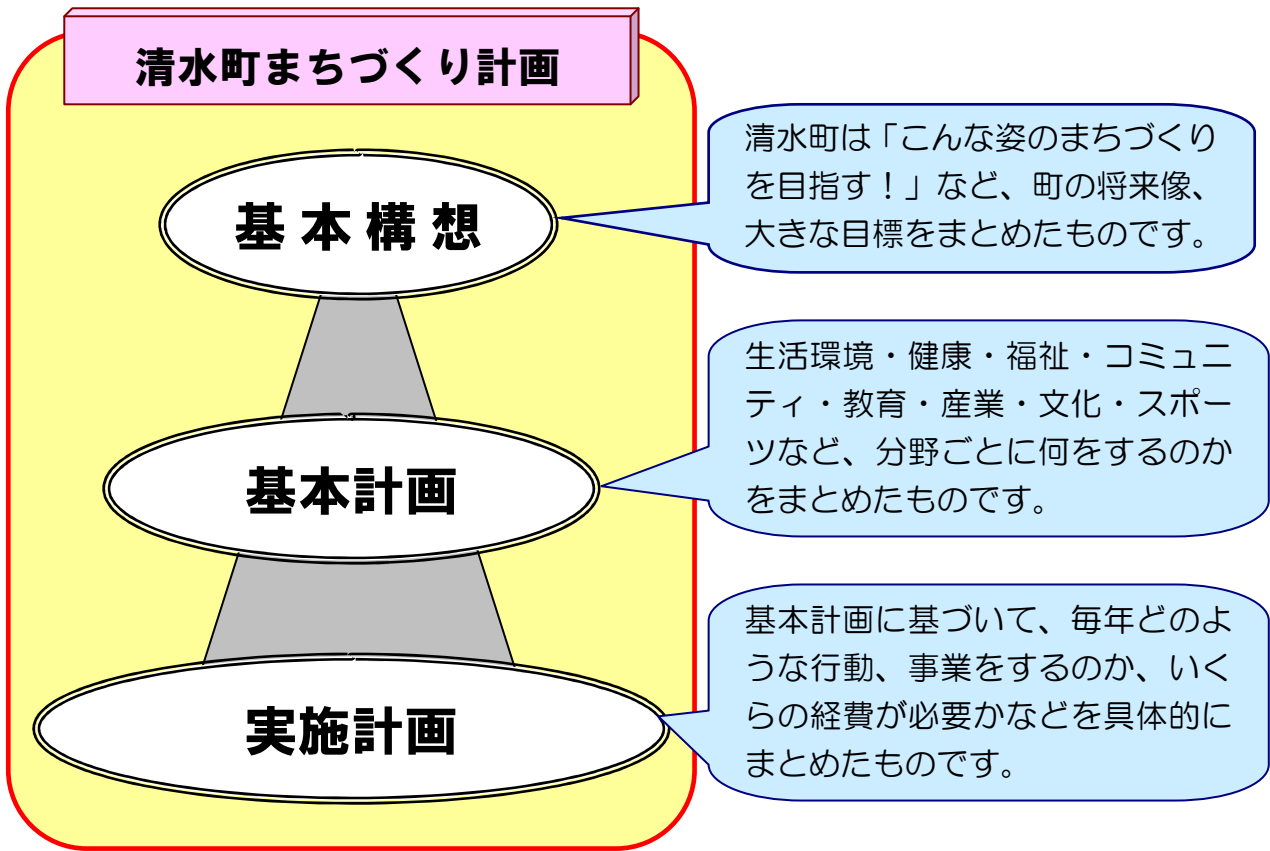 清水町まちづくり計画
基本構想
清水町は「こんな姿のまちづくり
を目指す！」など、町の将来像、
大きな目標をまとめたものです。
基本計画
生活環境・健康・福祉・コミュニ
ティ・教育・産業・文化・スポー
ツなど、分野ごとに何をするのか
をまとめたものです。
実施計画
基本計画に基づいて、毎年どのよ
うな行動、事業をするのか、いく
らの経費が必要かなどを具体的に
まとめたものです。